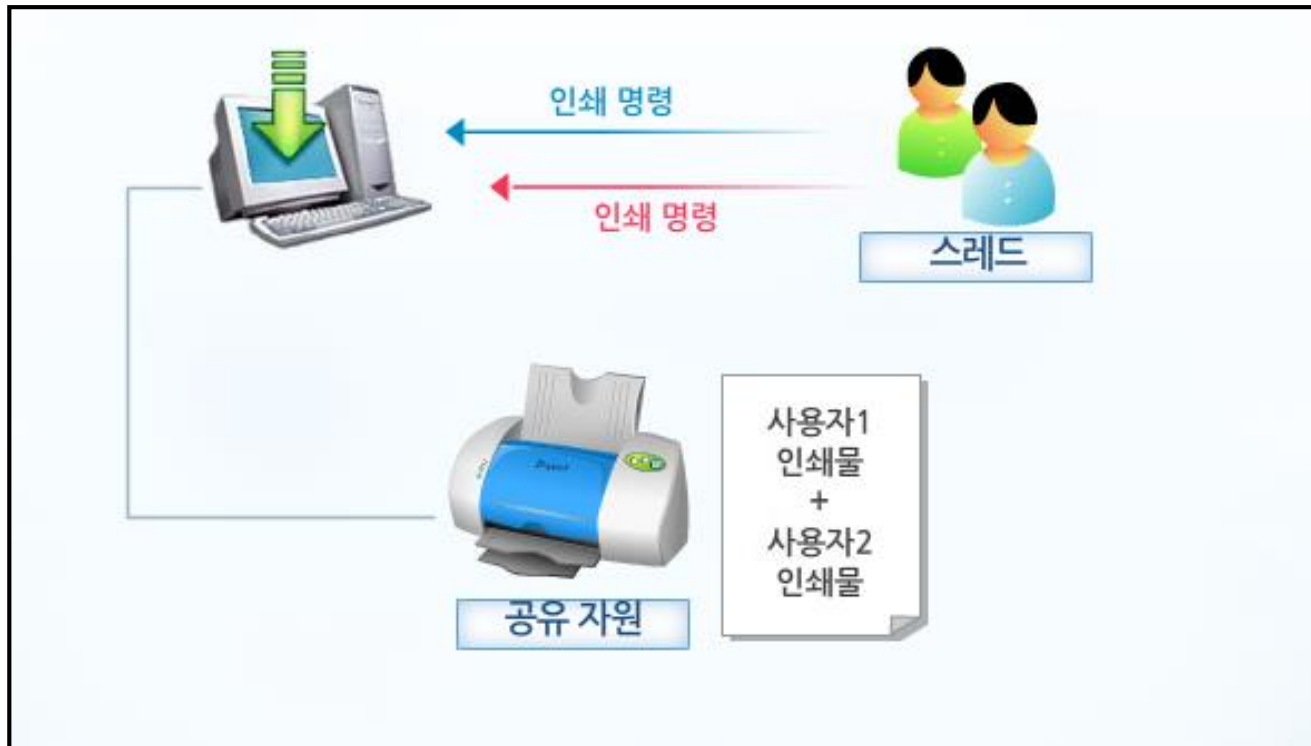 인쇄 명령
인쇄 명령
스레드
사용자1
인쇄물
+
사용자2
인쇄물
공유 자원